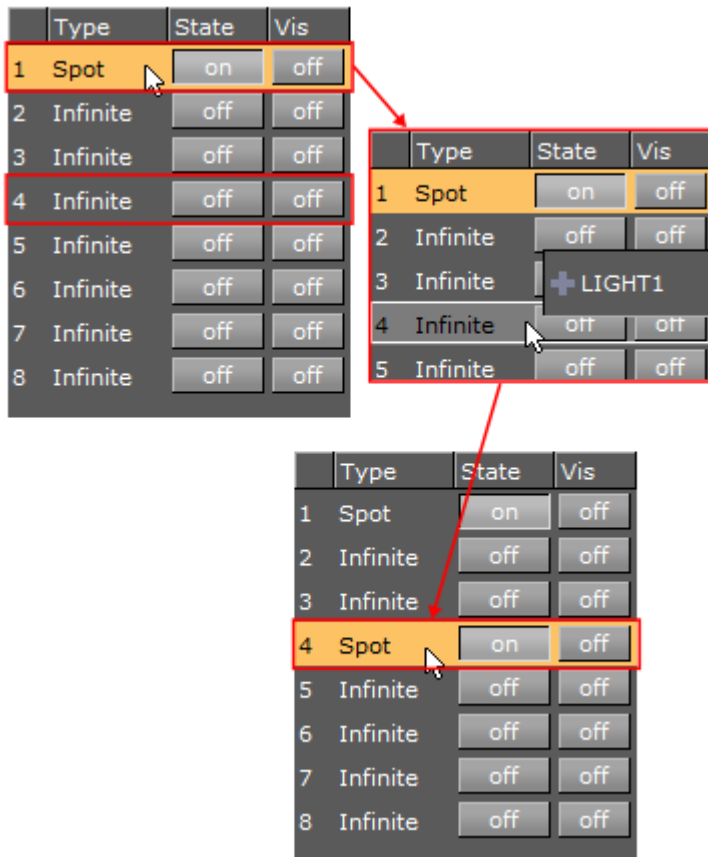 Type State Vis
1 Spot on off
2 Infinite off off
3 Infinite off off
4 Infinite off off
5 Infinite off off
6 Infinite off off
7 Infinite off off
8 Infinite off off
Type State Vis
1 Spot on off
2 Infinite off off
3 Infinite
LIGHT1
4 Infinite off off
5 Infinite off off
Type State Vis
1 Spot on off
2 Infinite off off
3 Infinite off off
4 Spot on off
5 Infinite off off
6 Infinite off off
7 Infinite off off
8 Infinite off off